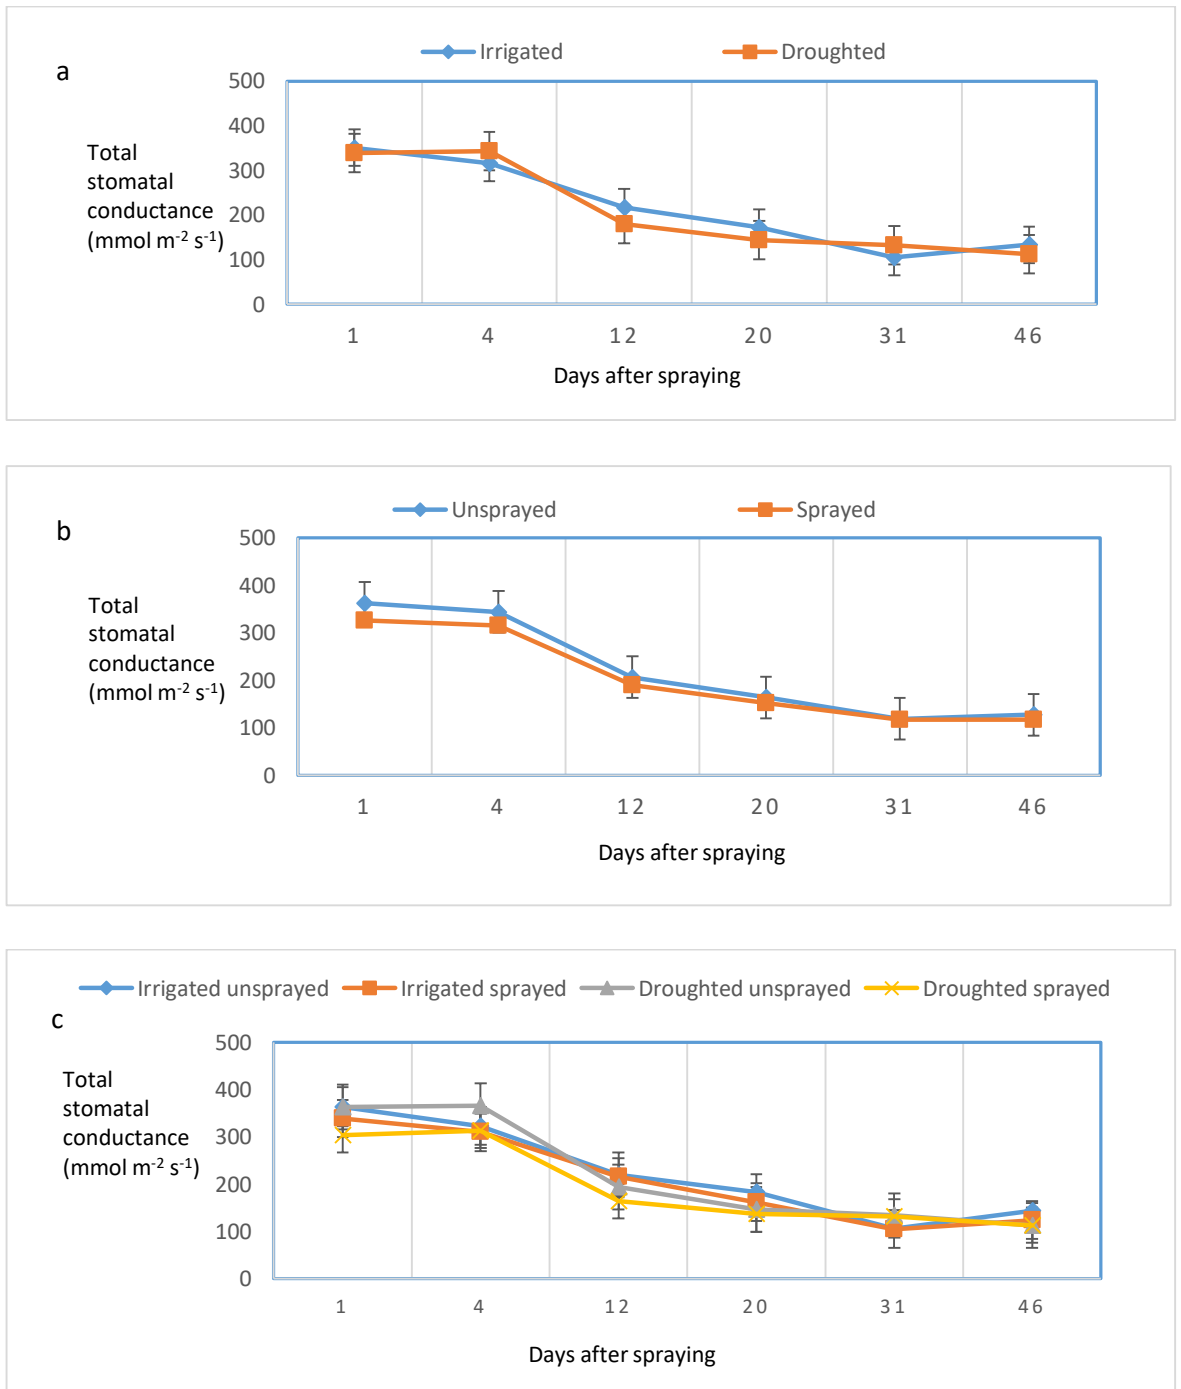 Irrigated Droughted
a
500
400
300
200
100
0
Total
stomatal
conductance
(mmol m⁻² s⁻¹)
1 4 12 20 31 46
Days after spraying
Unsprayed Sprayed
b
500
400
300
200
100
0
Total
stomatal
conductance
(mmol m⁻² s⁻¹)
1 4 12 20 31 46
Days after spraying
Irrigated unsprayed Irrigated sprayed Droughted unsprayed Droughted sprayed
c
500
400
300
200
100
0
Total
stomatal
conductance
(mmol m⁻² s⁻¹)
1 4 12 20 31 46
Days after spraying